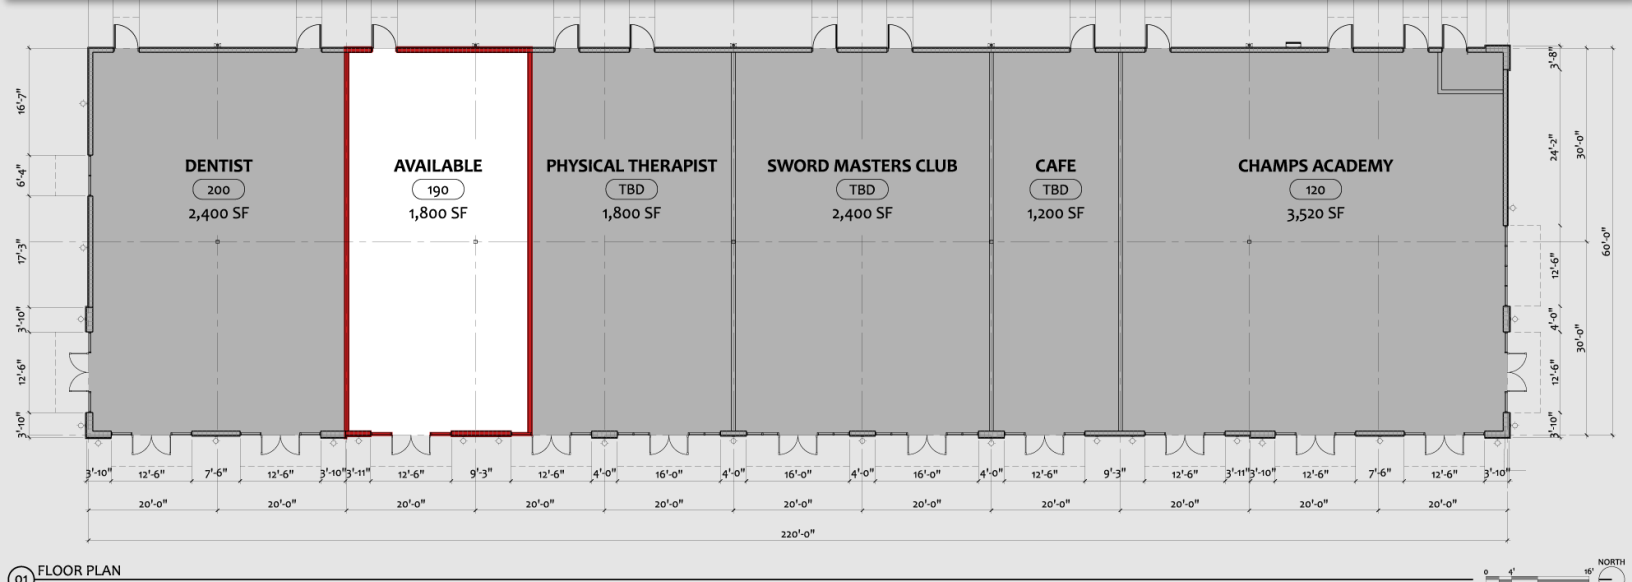 DENTIST
200
2,400 SF
AVAILABLE
190
1,800 SF
PHYSICAL THERAPIST
TBD
1,800 SF
SWORD MASTERS CLUB
TBD
2,400 SF
CAFE
TBD
1,200 SF
CHAMPS ACADEMY
120
3,520 SF
16'-7"
6'-4"
17'-3"
3'-10"
12'-6"
3'-10"
3'-8"
24'-2"
12'-6"
4'-0"
12'-6"
3'-10"
30'-0"
30'-0"
60'-0"
3'-10" 12'-6" 7'-6" 12'-6" 3'-10" 3'-11" 12'-6" 9'-3" 12'-6" 4'-0" 16'-0" 4'-0" 16'-0" 4'-0" 16'-0" 4'-0" 12'-6" 9'-3" 12'-6" 3'-11" 3'-10" 12'-6" 7'-6" 12'-6" 3'-10"
20'-0" 20'-0" 20'-0" 20'-0" 20'-0" 20'-0" 20'-0" 20'-0" 20'-0" 20'-0" 20'-0"
220'-0"
01 FLOOR PLAN
0 4' 16'
NORTH